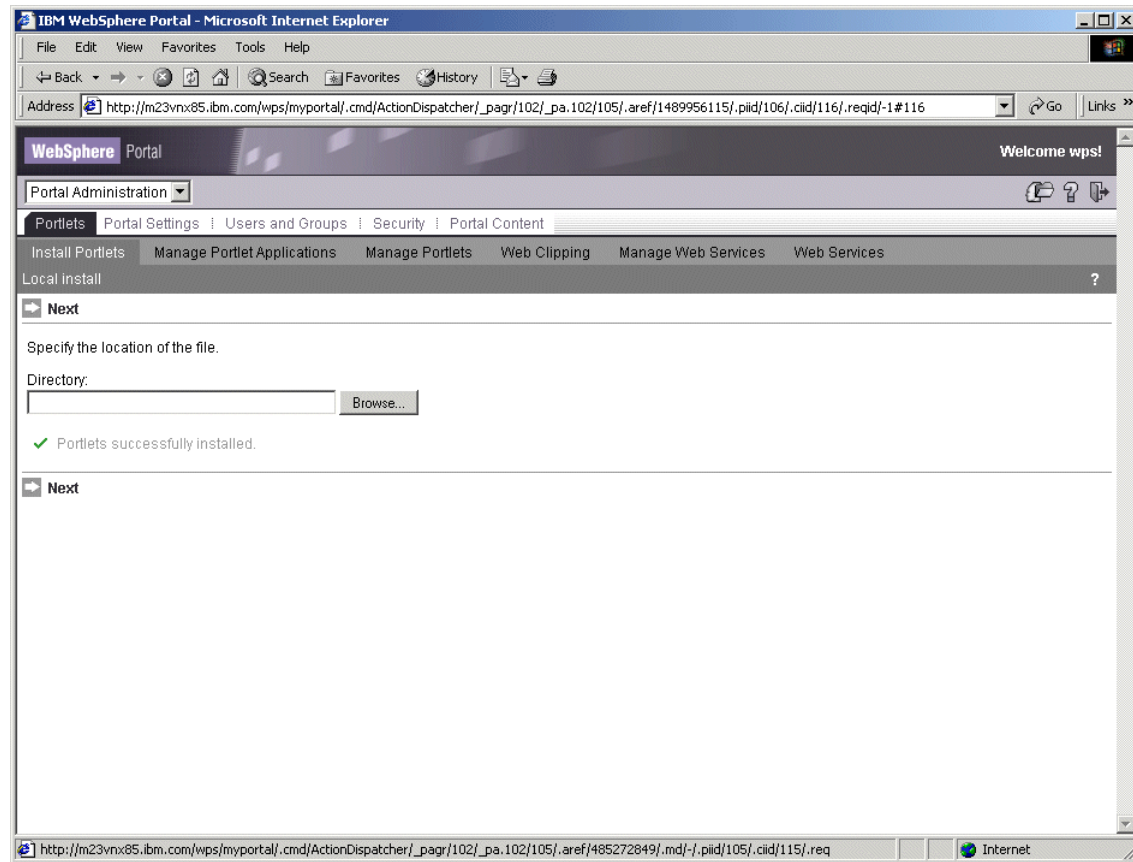 IBM WebSphere Portal - Microsoft Internet Explorer
File Edit View Favorites Tools Help
Back Search Favorites History
Address http://m23vnx85.ibm.com/wps/myportal/.cmd/ActionDispatcher/_pagr/102/_pa.102/105/.aref/1489956115/.piid/106/.ciid/116/.reqid/-1#116 Go Links »
WebSphere Portal Welcome wps!
Portal Administration ?
Portlets Portal Settings | Users and Groups | Security | Portal Content
Install Portlets Manage Portlet Applications Manage Portlets Web Clipping Manage Web Services Web Services
Local install ?
Next
Specify the location of the file.
Directory:
Browse...
Portlets successfully installed.
Next
http://m23vnx85.ibm.com/wps/myportal/.cmd/ActionDispatcher/_pagr/102/_pa.102/105/.aref/485272849/.md/-/.piid/105/.ciid/115/.req Internet